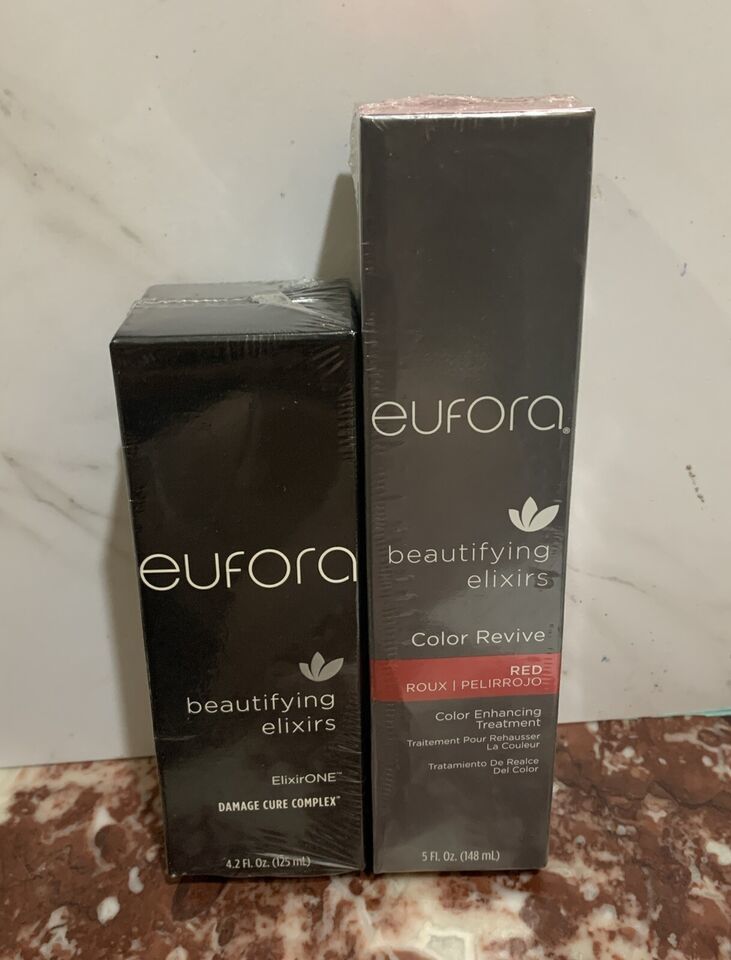 eufora
beautifying
elixirs
ElixirONE™
DAMAGE CURE COMPLEX™
4.2 Fl. Oz. (125 mL)
eufora®
beautifying
elixirs
Color Revive
RED
ROUX | PELIRROJO
Color Enhancing
Treatment
Traitement Pour Rehausser
La Couleur
Tratamiento De Realce
Del Color
5 Fl. Oz. (148 mL)